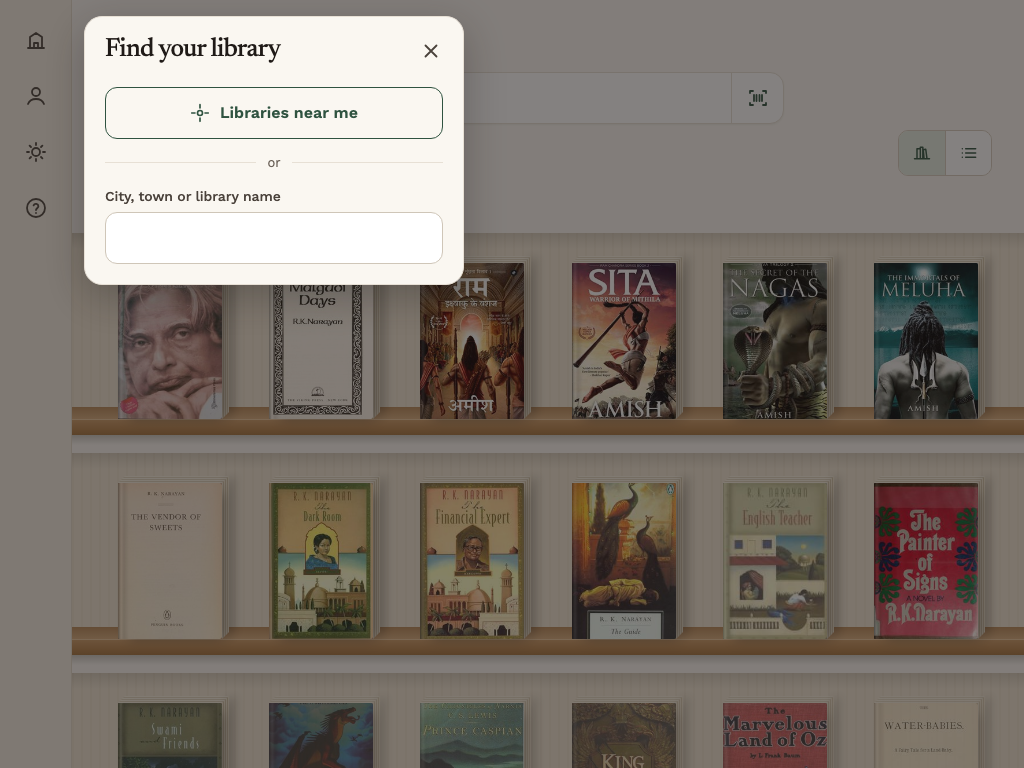 Find your library
Libraries near me
or
City, town or library name
Malgudi
Days
R.K.Narayan
राम
इक्ष्वाकु के वंशज
अमीश
SITA
WARRIOR OF MITHILA
AMISH
THE SECRET OF THE
NAGAS
AMISH
THE IMMORTALS OF
MELUHA
AMISH
R. K. NARAYAN
THE VENDOR OF
SWEETS
R. K. NARAYAN
The
Dark Room
R. K. NARAYAN
The
Financial Expert
R. K. NARAYAN
The Guide
R. K. NARAYAN
The
English Teacher
The
Painter
of
Signs
A NOVEL BY
R.K.Narayan
R. K. NARAYAN
Swami
and Friends
PRINCE CASPIAN
KING
The
Marvelous
Land of Oz
by L. Frank Baum
WATER-BABIES